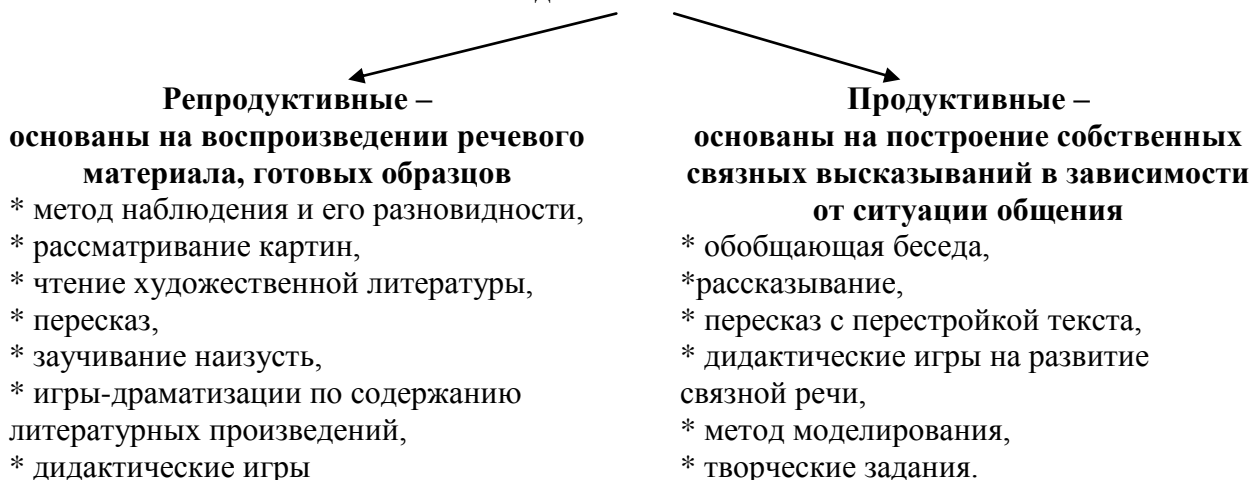 Репродуктивные –
основаны на воспроизведении речевого
материала, готовых образцов
* метод наблюдения и его разновидности,
* рассматривание картин,
* чтение художественной литературы,
* пересказ,
* заучивание наизусть,
* игры-драматизации по содержанию
литературных произведений,
* дидактические игры
Продуктивные –
основаны на построение собственных
связных высказываний в зависимости
от ситуации общения
* обобщающая беседа,
*рассказывание,
* пересказ с перестройкой текста,
* дидактические игры на развитие
связной речи,
* метод моделирования,
* творческие задания.